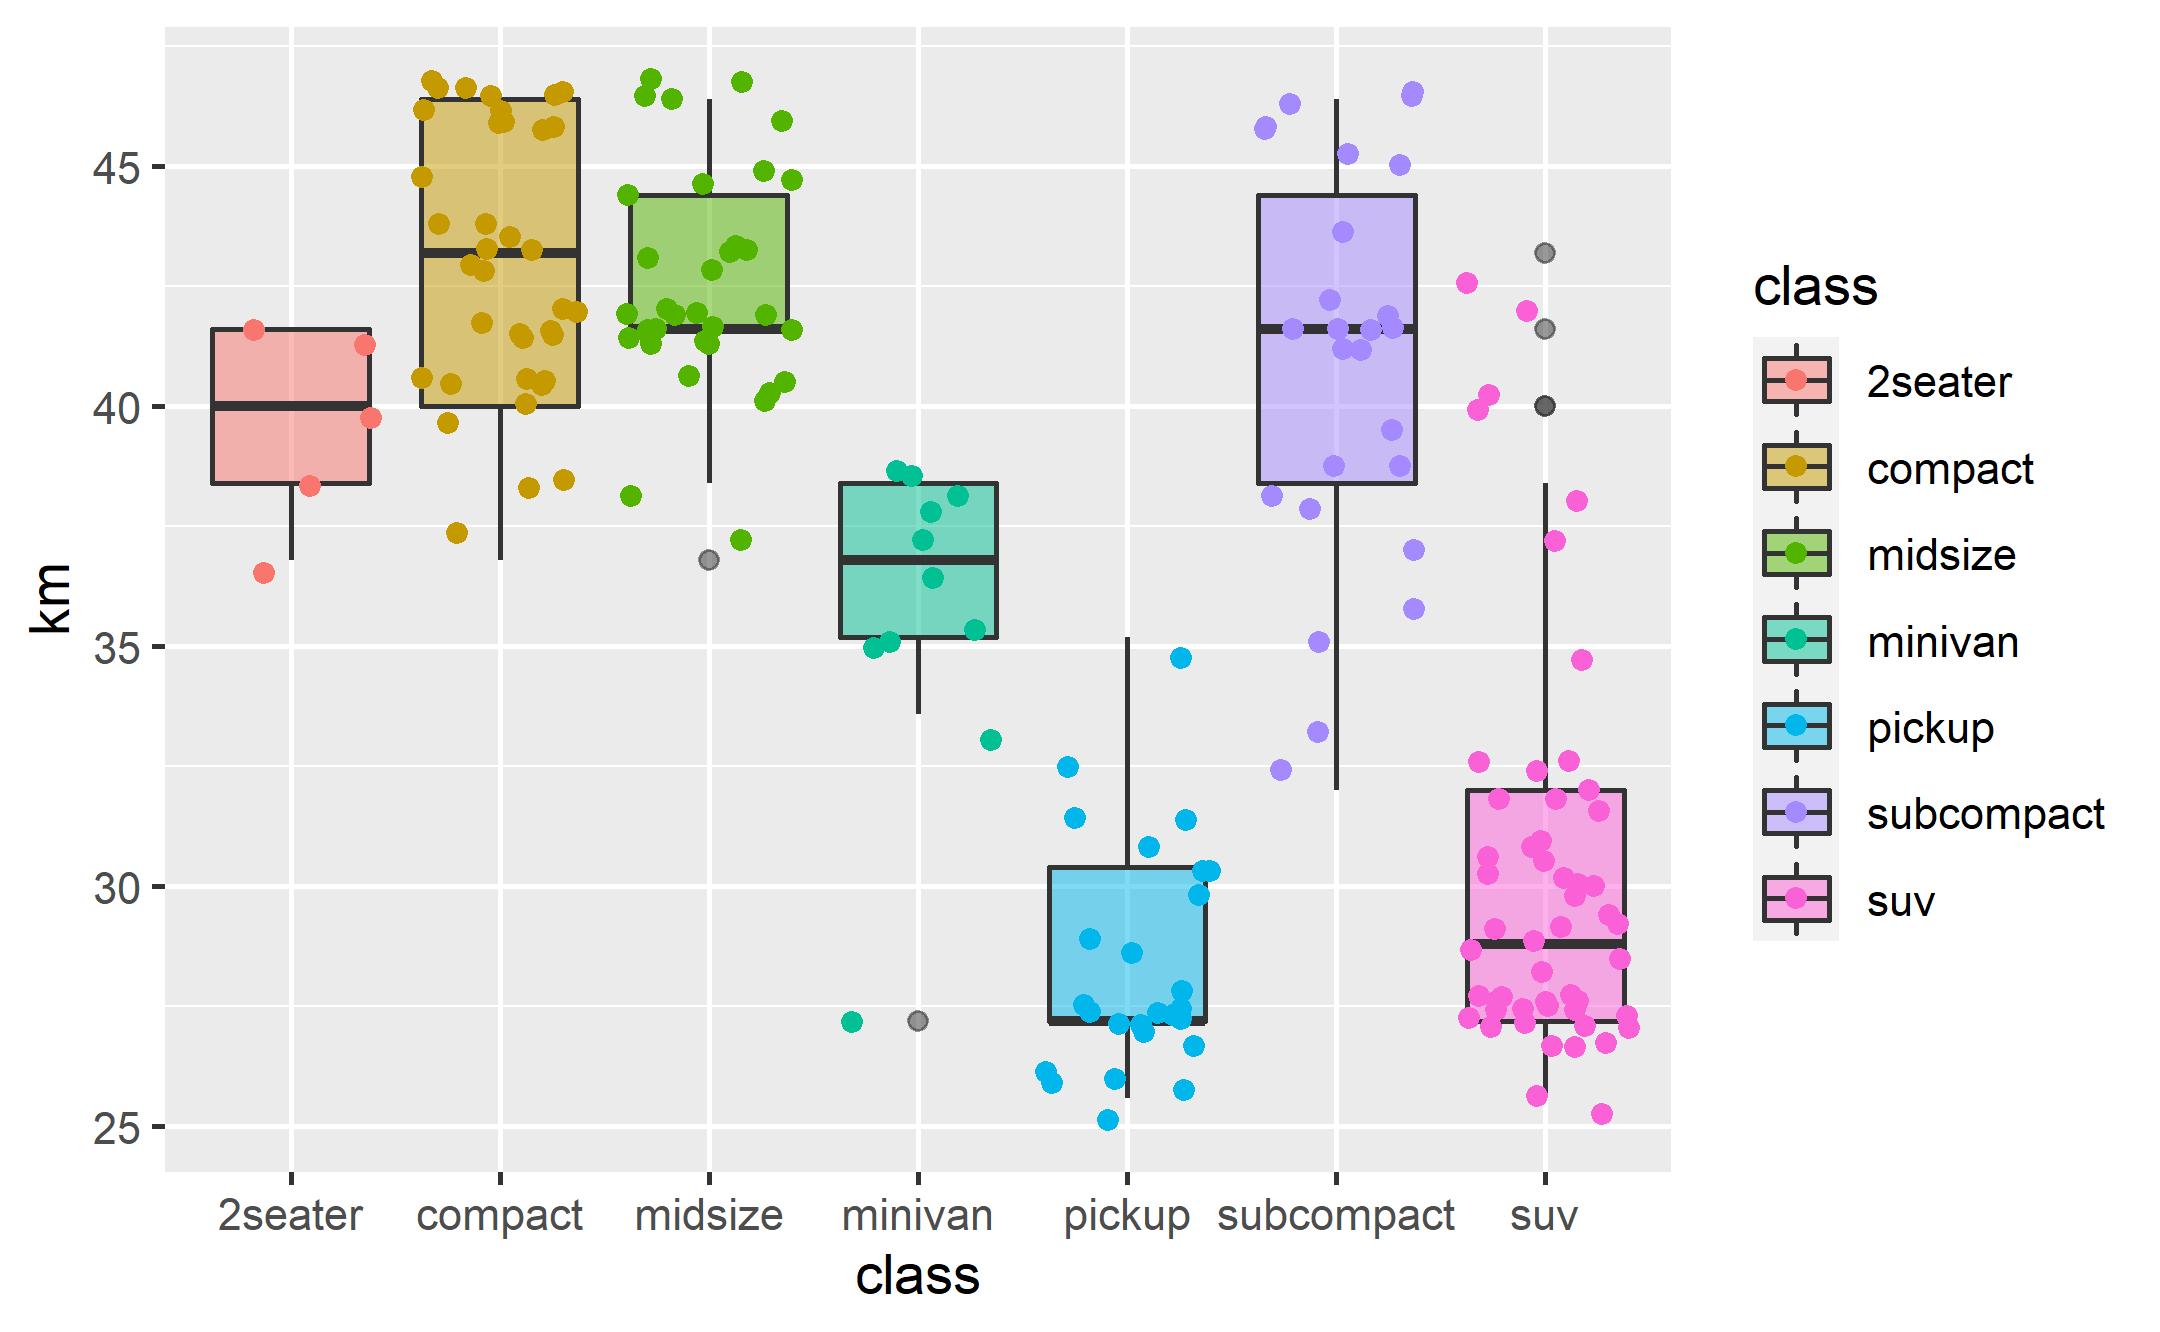 km
45
40
35
30
25
2seater compact midsize minivan pickup subcompact suv
class
class
2seater
compact
midsize
minivan
pickup
subcompact
suv